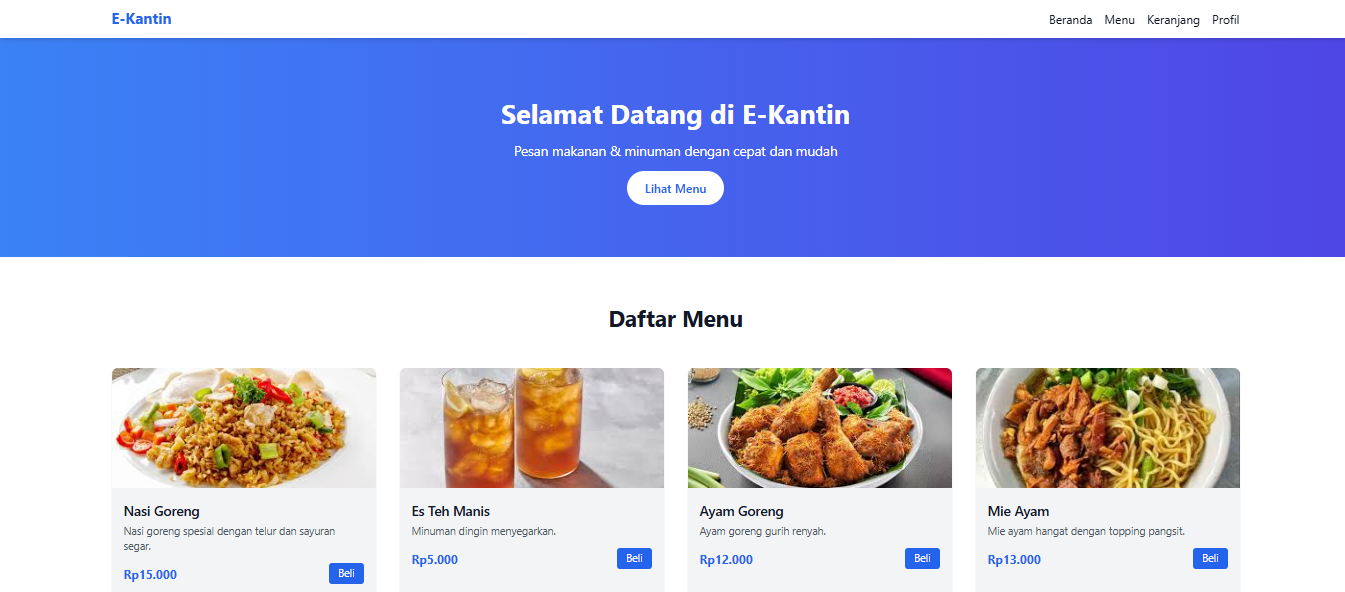 E-Kantin
Beranda Menu Keranjang Profil
Selamat Datang di E-Kantin
Pesan makanan & minuman dengan cepat dan mudah
Lihat Menu
Daftar Menu
Nasi Goreng
Nasi goreng spesial dengan telur dan sayuran
segar.
Rp15.000
Beli
Es Teh Manis
Minuman dingin menyegarkan.
Rp5.000
Beli
Ayam Goreng
Ayam goreng gurih renyah.
Rp12.000
Beli
Mie Ayam
Mie ayam hangat dengan topping pangsit.
Rp13.000
Beli